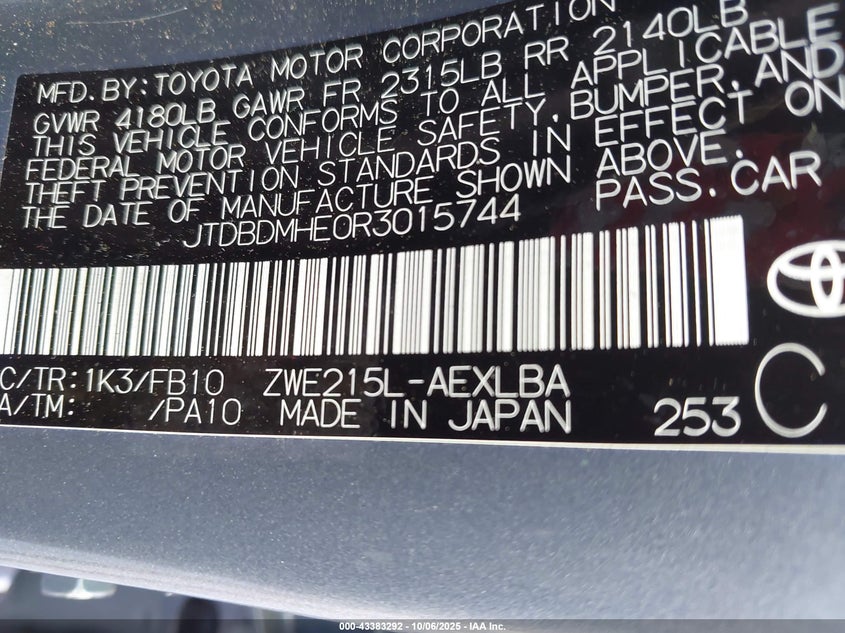 MFD. BY: TOYOTA MOTOR CORPORATION
GVWR 4180LB GAWR FR 2315LB RR 2140LB
THIS VEHICLE CONFORMS TO ALL APPLICABLE
FEDERAL MOTOR VEHICLE SAFETY, BUMPER, AND
THEFT PREVENTION STANDARDS IN EFFECT ON
THE DATE OF MANUFACTURE SHOWN ABOVE.
JTDBDMHE0R3015744 PASS. CAR
C/TR: 1K3/FB10 ZWE215L-AEXLBA
A/TM: /PA10 MADE IN JAPAN 253 C
000-43383292 - 10/06/2025 - IAA Inc.